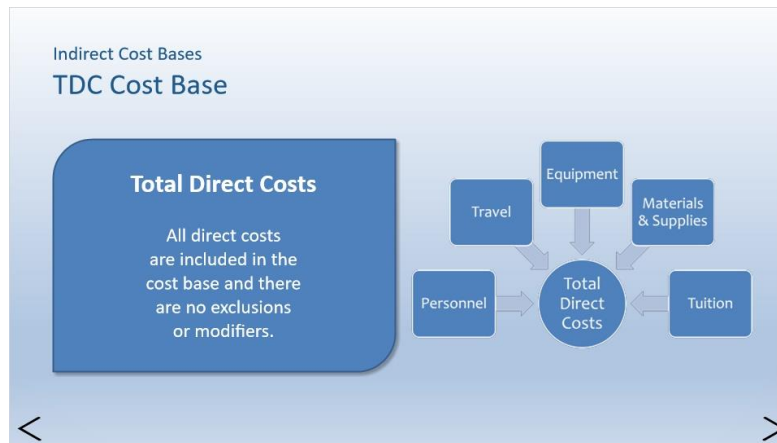 Indirect Cost Bases
TDC Cost Base
Total Direct Costs
All direct costs
are included in the
cost base and there
are no exclusions
or modifiers.
Personnel
Travel
Equipment
Materials
& Supplies
Tuition
Total
Direct
Costs